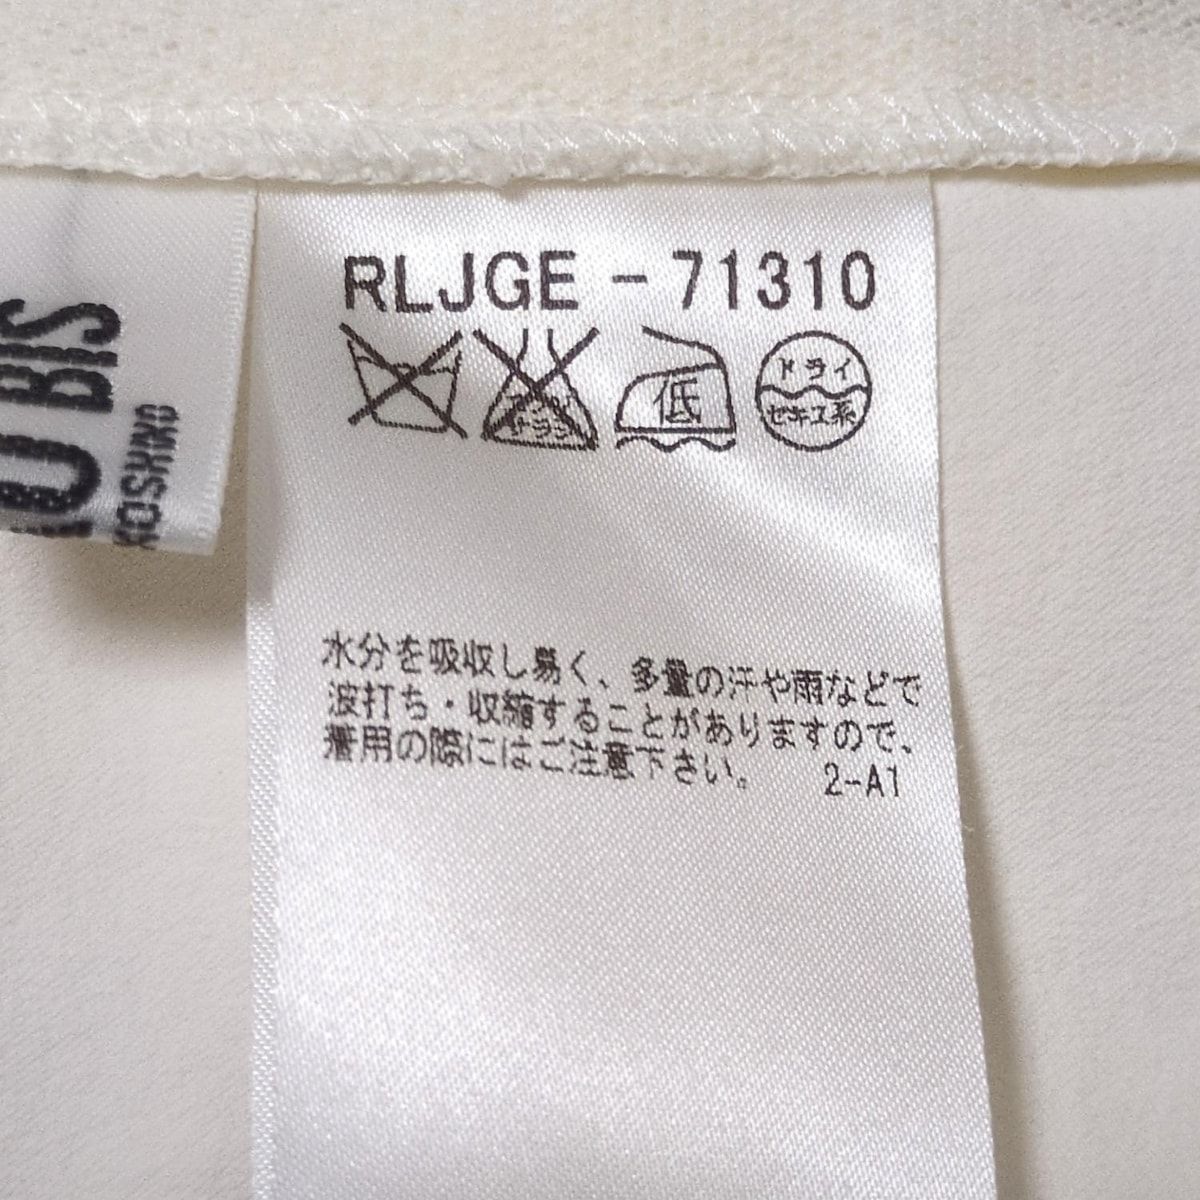 RLJGE－71310
低
ドライ
セキユ系
水分を吸収し易く、多量の汗や雨などで
波打ち・収縮することがありますので、
着用の際にはご注意下さい。 2-A1
BIS
KOSHINO